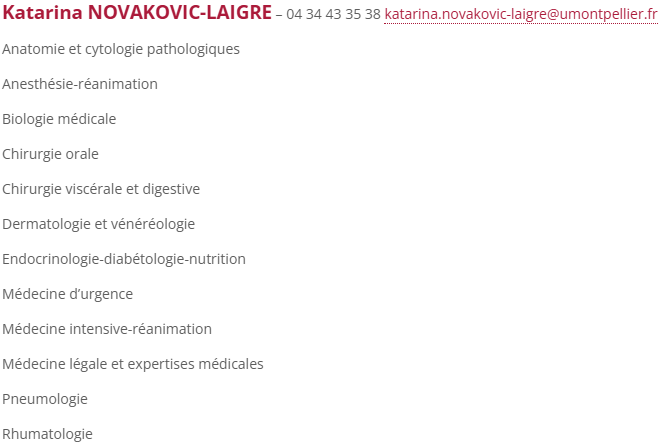 Katarina NOVAKOVIC-LAIGRE – 04 34 43 35 38 katarina.novakovic-laigre@umontpellier.fr
Anatomie et cytologie pathologiques
Anesthésie-réanimation
Biologie médicale
Chirurgie orale
Chirurgie viscérale et digestive
Dermatologie et vénéréologie
Endocrinologie-diabétologie-nutrition
Médecine d’urgence
Médecine intensive-réanimation
Médecine légale et expertises médicales
Pneumologie
Rhumatologie